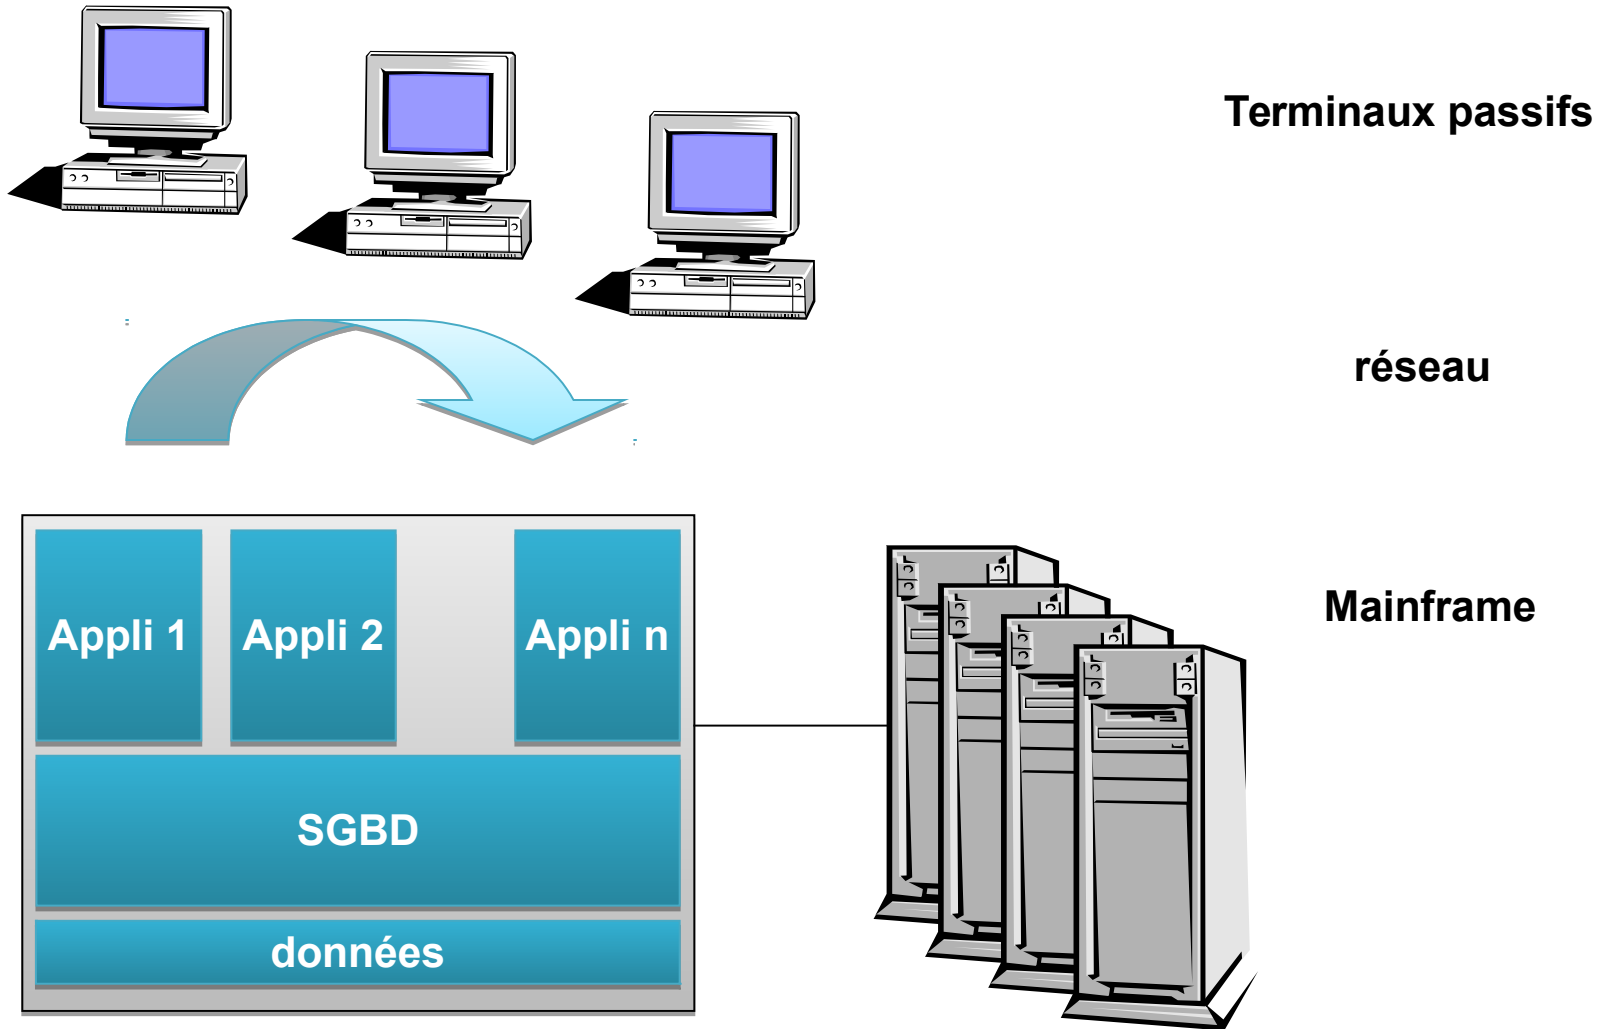 Terminaux passifs
réseau
Mainframe
Appli 1
Appli 2
Appli n
SGBD
données